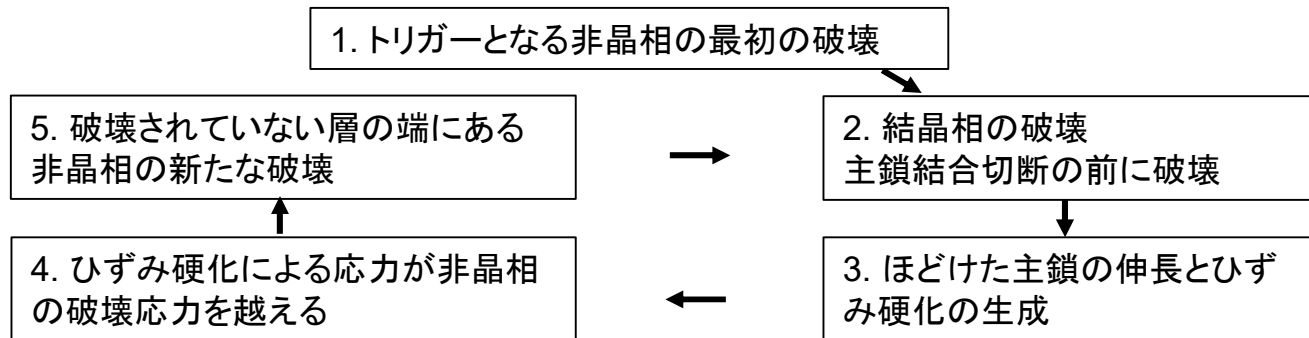 1. トリガーとなる非晶相の最初の破壊
5. 破壊されていない層の端にある
非晶相の新たな破壊
2. 結晶相の破壊
主鎖結合切断の前に破壊
4. ひずみ硬化による応力が非晶相
の破壊応力を越える
3. ほどけた主鎖の伸長とひず
み硬化の生成